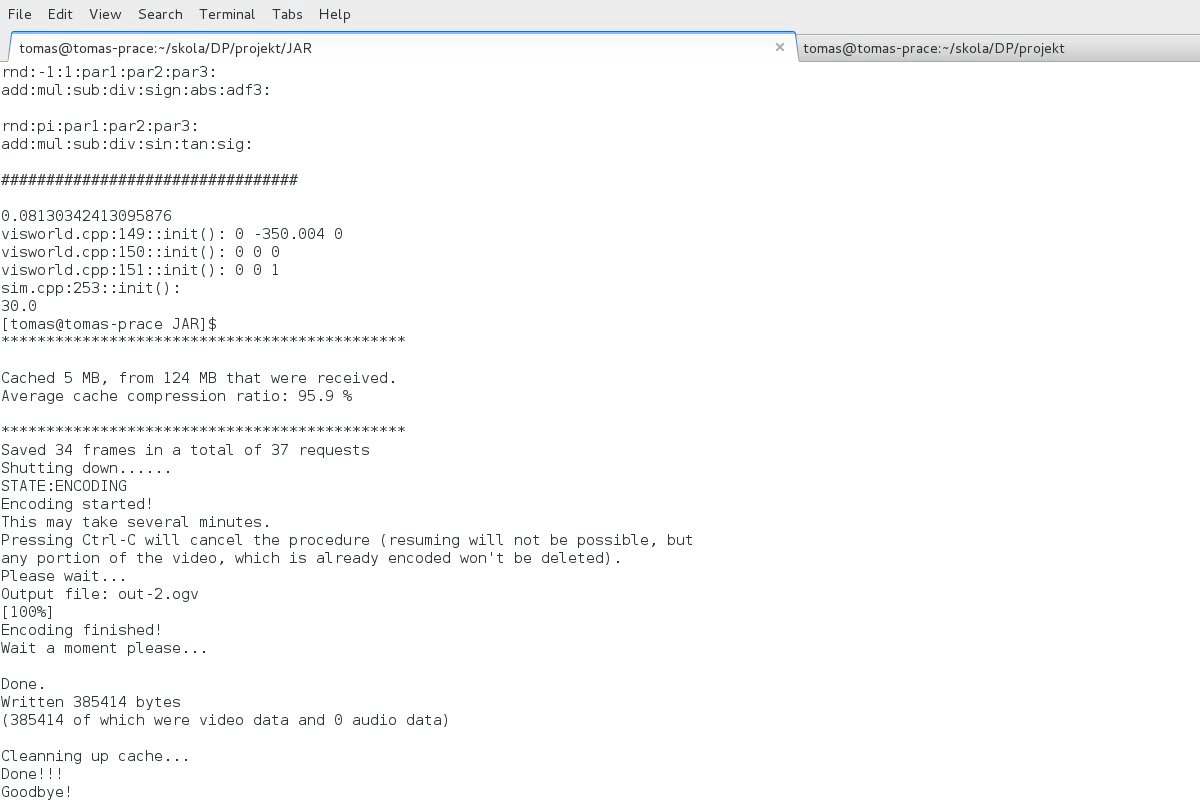 File Edit View Search Terminal Tabs Help
tomas@tomas-prace:~/skola/DP/projekt/JAR × tomas@tomas-prace:~/skola/DP/projekt
rnd:-1:1:par1:par2:par3:
add:mul:sub:div:sign:abs:adf3:
rnd:pi:par1:par2:par3:
add:mul:sub:div:sin:tan:sig:
#################################
0.08130342413095876
visworld.cpp:149::init(): 0 -350.004 0
visworld.cpp:150::init(): 0 0 0
visworld.cpp:151::init(): 0 0 1
sim.cpp:253::init():
30.0
[tomas@tomas-prace JAR]$
*********************************************
Cached 5 MB, from 124 MB that were received.
Average cache compression ratio: 95.9 %
*********************************************
Saved 34 frames in a total of 37 requests
Shutting down......
STATE:ENCODING
Encoding started!
This may take several minutes.
Pressing Ctrl-C will cancel the procedure (resuming will not be possible, but
any portion of the video, which is already encoded won't be deleted).
Please wait...
Output file: out-2.ogv
[100%]
Encoding finished!
Wait a moment please...
Done.
Written 385414 bytes
(385414 of which were video data and 0 audio data)
Cleanning up cache...
Done!!!
Goodbye!